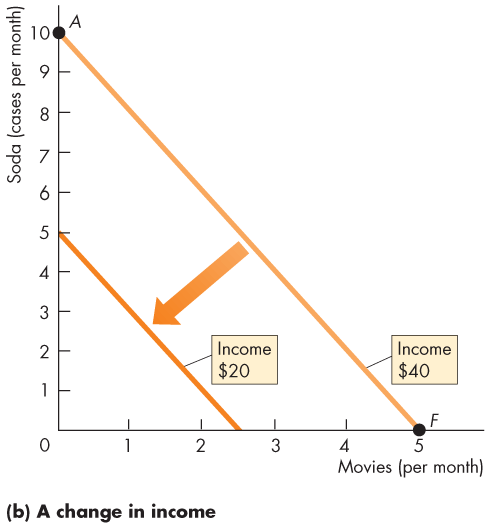 Soda (cases per month)
10
A
9
8
7
6
5
4
3
2
1
Income
$20
Income
$40
F
0
1
2
3
4
5
Movies (per month)
(b) A change in income